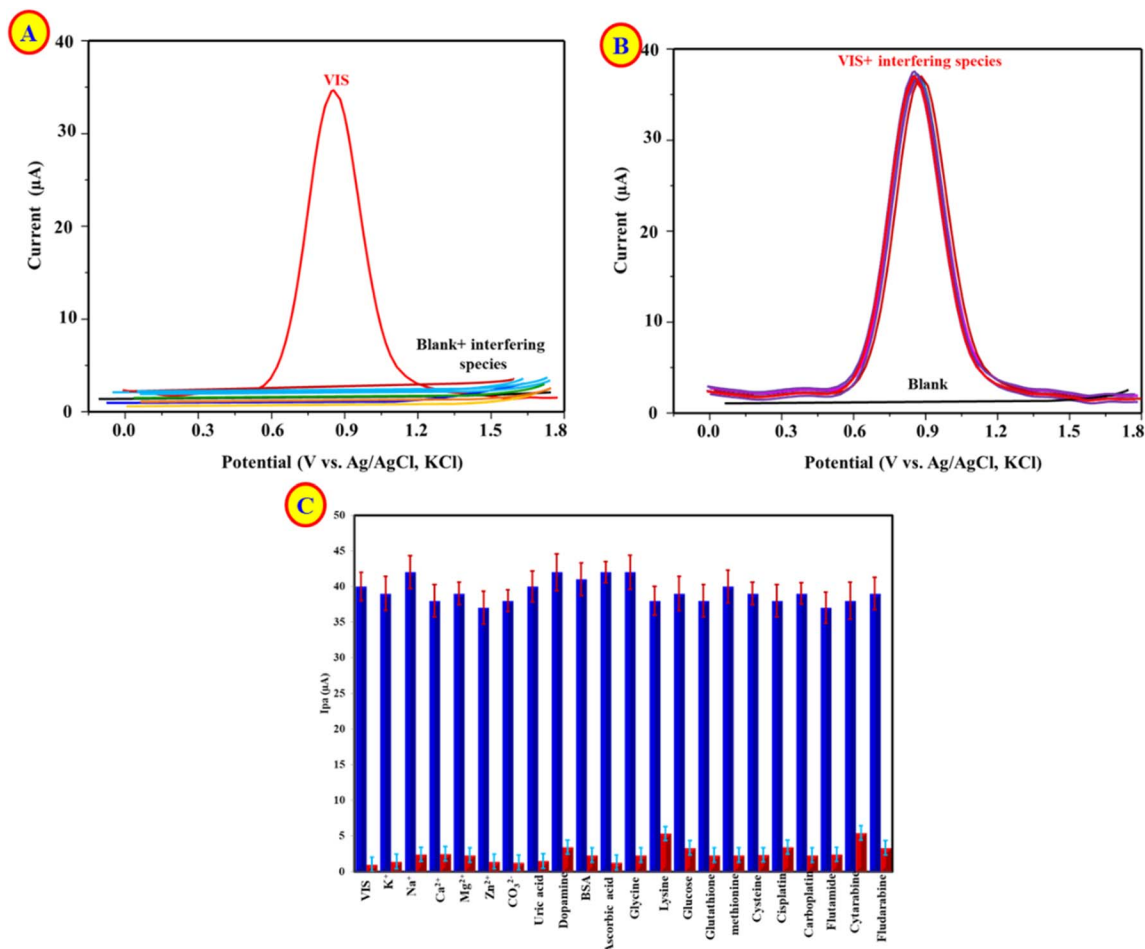 A
40
30
20
10
0
Current (µA)
VIS
Blank+ interfering
species
0.0 0.3 0.6 0.9 1.2 1.5 1.8
Potential (V vs. Ag/AgCl, KCl)
B
40
30
20
10
0
Current (µA)
VIS+ interfering species
Blank
0.0 0.3 0.6 0.9 1.2 1.5 1.8
Potential (V vs. Ag/AgCl, KCl)
C
50
45
40
35
30
25
20
15
10
5
0
Ipa (µA)
VIS
K⁺
Na⁺
Ca²⁺
Mg²⁺
Zn²⁺
CO₃²⁻
Uric acid
Dopamine
BSA
Ascorbic acid
Glycine
Lysine
Glucose
Glutathione
methionine
Cysteine
Cisplatin
Carboplatin
Flutamide
Cytarabine
Fludarabine